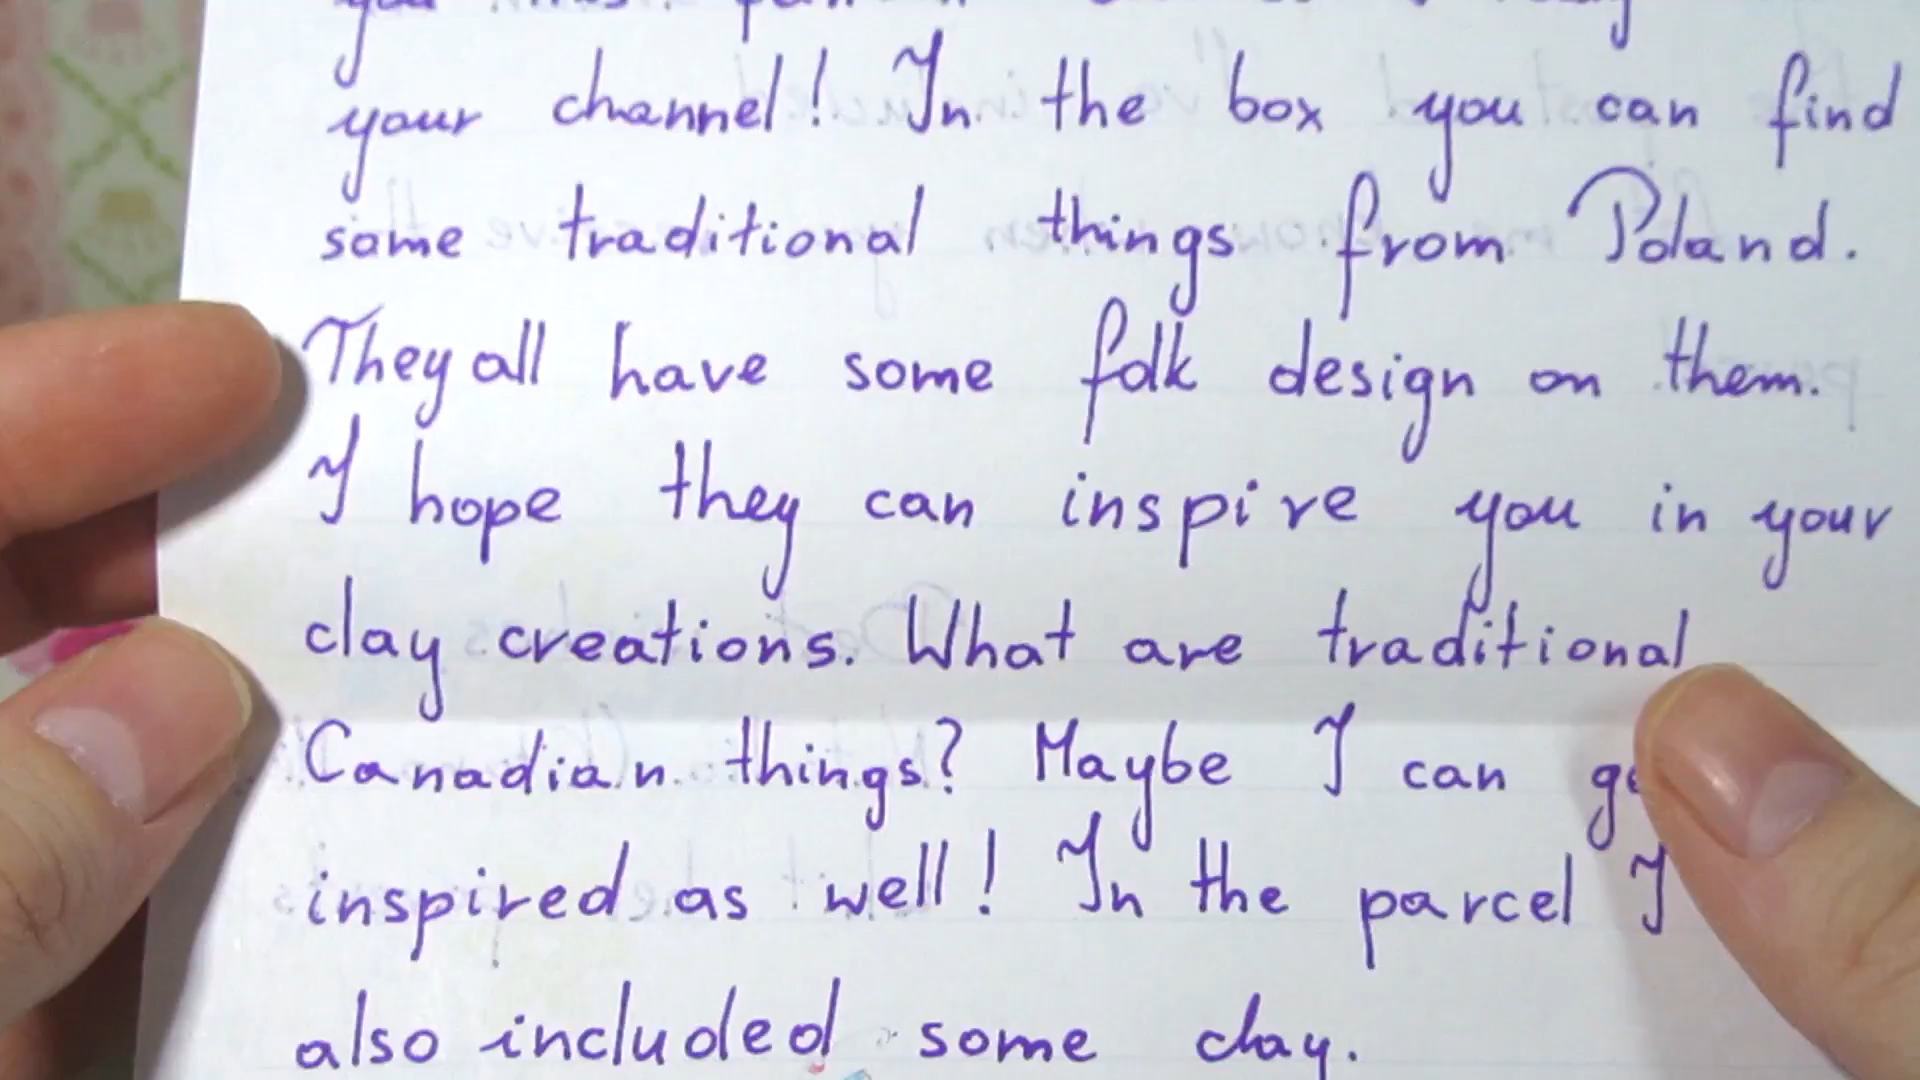 your channel! In the box you can find
some traditional things from Poland.
They all have some folk design on them.
I hope they can inspire you in your
clay creations. What are traditional
Canadian things? Maybe I can
inspired as well! In the parcel I
also included some clay.